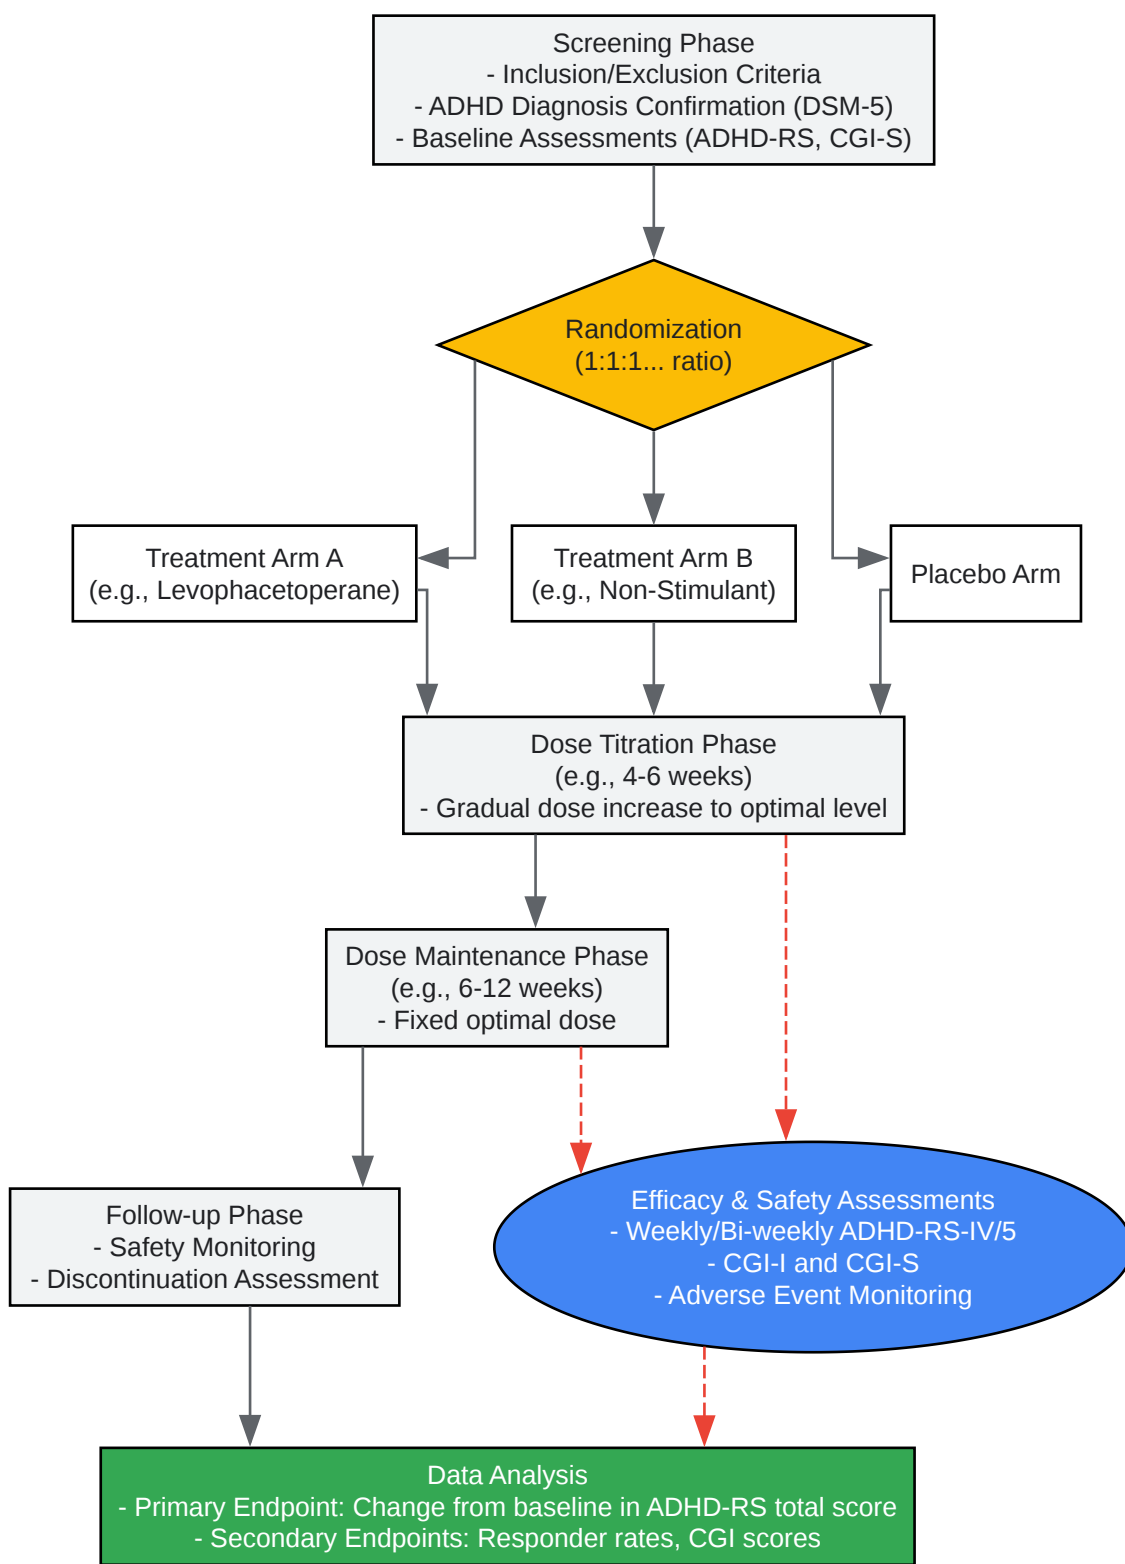 Screening Phase
- Inclusion/Exclusion Criteria
- ADHD Diagnosis Confirmation (DSM-5)
- Baseline Assessments (ADHD-RS, CGI-S)
Randomization
(1:1:1... ratio)
Treatment Arm A
(e.g., Levophacetoperane)
Treatment Arm B
(e.g., Non-Stimulant)
Placebo Arm
Dose Titration Phase
(e.g., 4-6 weeks)
- Gradual dose increase to optimal level
Dose Maintenance Phase
(e.g., 6-12 weeks)
- Fixed optimal dose
Follow-up Phase
- Safety Monitoring
- Discontinuation Assessment
Efficacy & Safety Assessments
- Weekly/Bi-weekly ADHD-RS-IV/5
- CGI-I and CGI-S
- Adverse Event Monitoring
Data Analysis
- Primary Endpoint: Change from baseline in ADHD-RS total score
- Secondary Endpoints: Responder rates, CGI scores